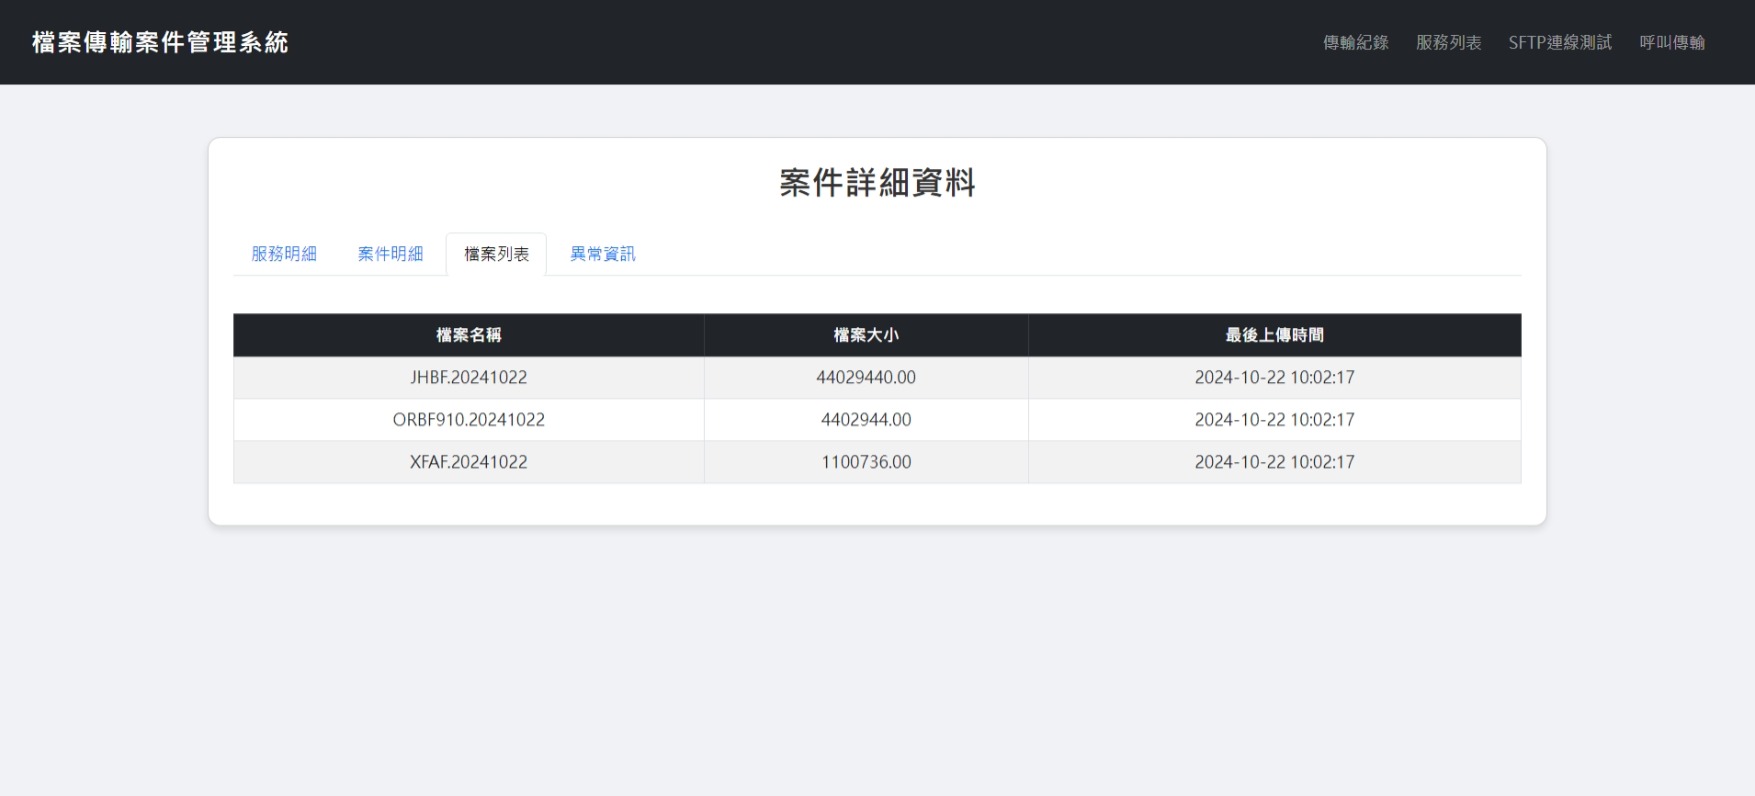 檔案傳輸案件管理系統 傳輸紀錄 服務列表 SFTP連線測試 呼叫傳輸
案件詳細資料
服務明細 案件明細 檔案列表 異常資訊
檔案名稱 檔案大小 最後上傳時間
JHBF.20241022 44029440.00 2024-10-22 10:02:17
ORBF910.20241022 4402944.00 2024-10-22 10:02:17
XFAF.20241022 1100736.00 2024-10-22 10:02:17